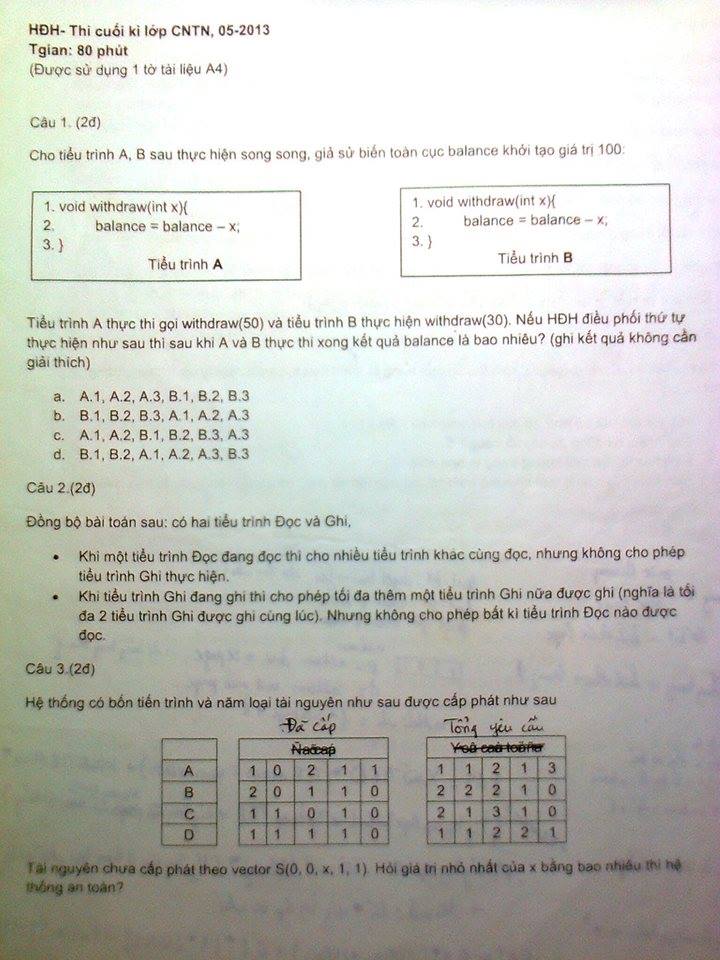 HĐH- Thi cuối kì lớp CNTN, 05-2013
Tgian: 80 phút
(Được sử dụng 1 tờ tài liệu A4)
Câu 1. (2đ)
Cho tiểu trình A, B sau thực hiện song song, giả sử biến toàn cục balance khởi tạo giá trị 100:
1. void withdraw(int x){
2. balance = balance – x;
3. }
Tiểu trình A
1. void withdraw(int x){
2. balance = balance – x;
3. }
Tiểu trình B
Tiểu trình A thực thi gọi withdraw(50) và tiểu trình B thực hiện withdraw(30). Nếu HĐH điều phối thứ tự
thực hiện như sau thì sau khi A và B thực thi xong kết quả balance là bao nhiêu? (ghi kết quả không cần
giải thích)
a. A.1, A.2, A.3, B.1, B.2, B.3
b. B.1, B.2, B.3, A.1, A.2, A.3
c. A.1, A.2, B.1, B.2, B.3, A.3
d. B.1, B.2, A.1, A.2, A.3, B.3
Câu 2.(2đ)
Đồng bộ bài toán sau: có hai tiểu trình Đọc và Ghi,
• Khi một tiểu trình Đọc đang đọc thì cho nhiều tiểu trình khác cùng đọc, nhưng không cho phép
tiểu trình Ghi thực hiện.
• Khi tiểu trình Ghi đang ghi thì cho phép tối đa thêm một tiểu trình Ghi nữa được ghi (nghĩa là tối
đa 2 tiểu trình Ghi được ghi cùng lúc). Nhưng không cho phép bất kì tiểu trình Đọc nào được
đọc.
Câu 3.(2đ)
Hệ thống có bốn tiến trình và năm loại tài nguyên như sau được cấp phát như sau
Đã cấp Tổng yêu cầu
A 1 0 2 1 1 1 1 2 1 3
B 2 0 1 1 0 2 2 2 1 0
C 1 1 0 1 0 2 1 3 1 0
D 1 1 1 1 0 1 1 2 2 1
Tài nguyên chưa cấp phát theo vector S(0, 0, x, 1, 1). Hỏi giá trị nhỏ nhất của x bằng bao nhiêu thì hệ
thống an toàn?